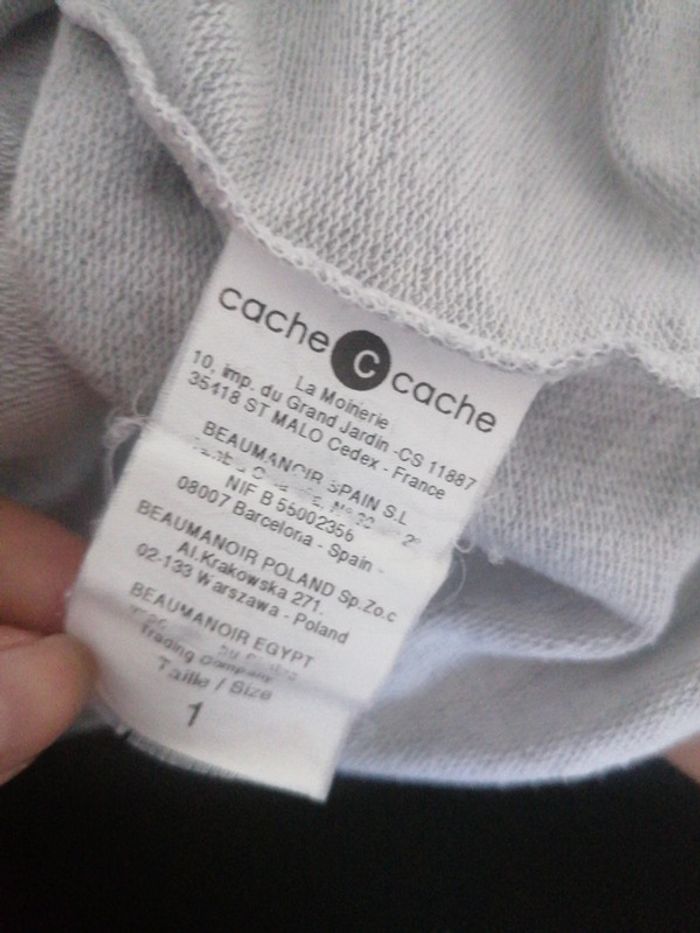 cache C cache
La Moinerie
10, imp. du Grand Jardin -CS 11887
35418 ST MALO Cedex - France
BEAUMANOIR SPAIN S.L
NIF B 55002356
08007 Barcelona - Spain -
BEAUMANOIR POLAND Sp.Zo.c
Al.Krakowska 271.
02-133 Warszawa - Poland
BEAUMANOIR EGYPT
Trading Company
Taille / Size
1